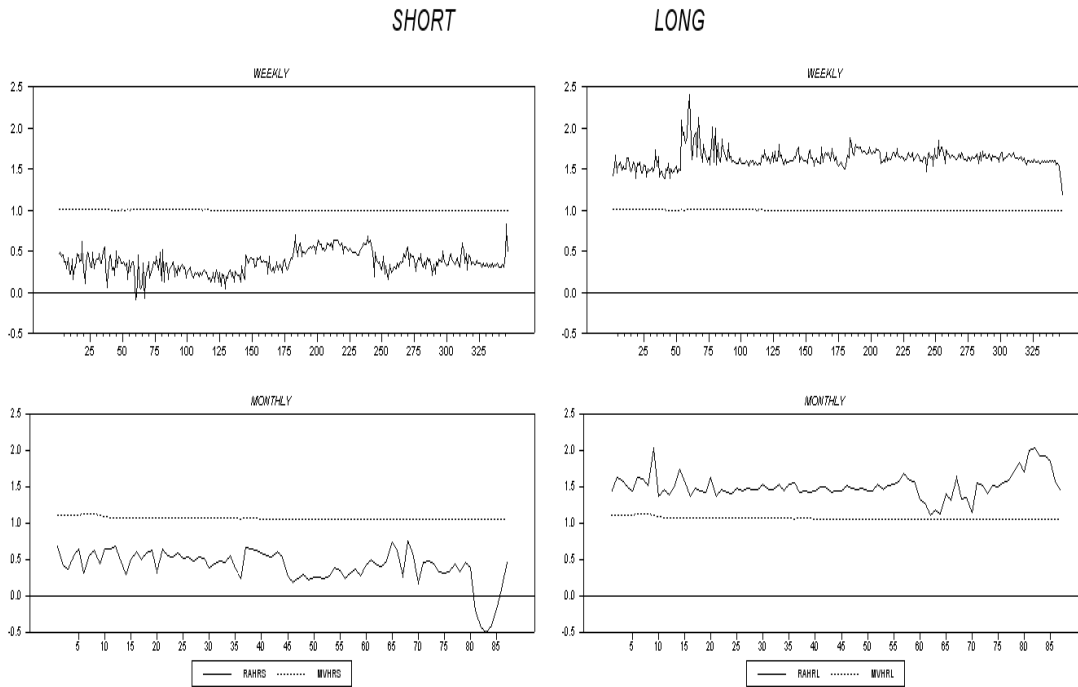 SHORT LONG
WEEKLY WEEKLY
2.5 2.5
2.0 2.0
1.5 1.5
1.0 1.0
0.5 0.5
0.0 0.0
-0.5 -0.5
25 50 75 100 125 150 175 200 225 250 275 300 325 25 50 75 100 125 150 175 200 225 250 275 300 325
MONTHLY MONTHLY
2.5 2.5
2.0 2.0
1.5 1.5
1.0 1.0
0.5 0.5
0.0 0.0
-0.5 -0.5
5 10 15 20 25 30 35 40 45 50 55 60 65 70 75 80 85 5 10 15 20 25 30 35 40 45 50 55 60 65 70 75 80 85
RAHRS MVHRS RAHRL MVHRL